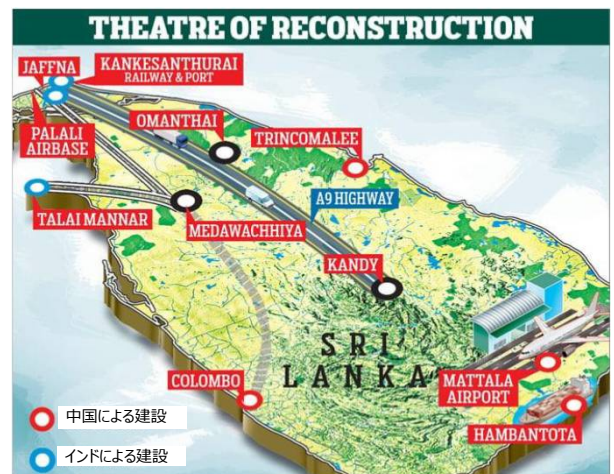 THEATRE OF RECONSTRUCTION
JAFFNA
KANKESANTHURAI
RAILWAY & PORT
PALALI
AIRBASE
OMANTHAI
TRINCOMALEE
TALAI MANNAR
MEDAWACHHIYA
A9 HIGHWAY
KANDY
SRI
LANKA
COLOMBO
MATTALA
AIRPORT
HAMBANTOTA
中国による建設
インドによる建設